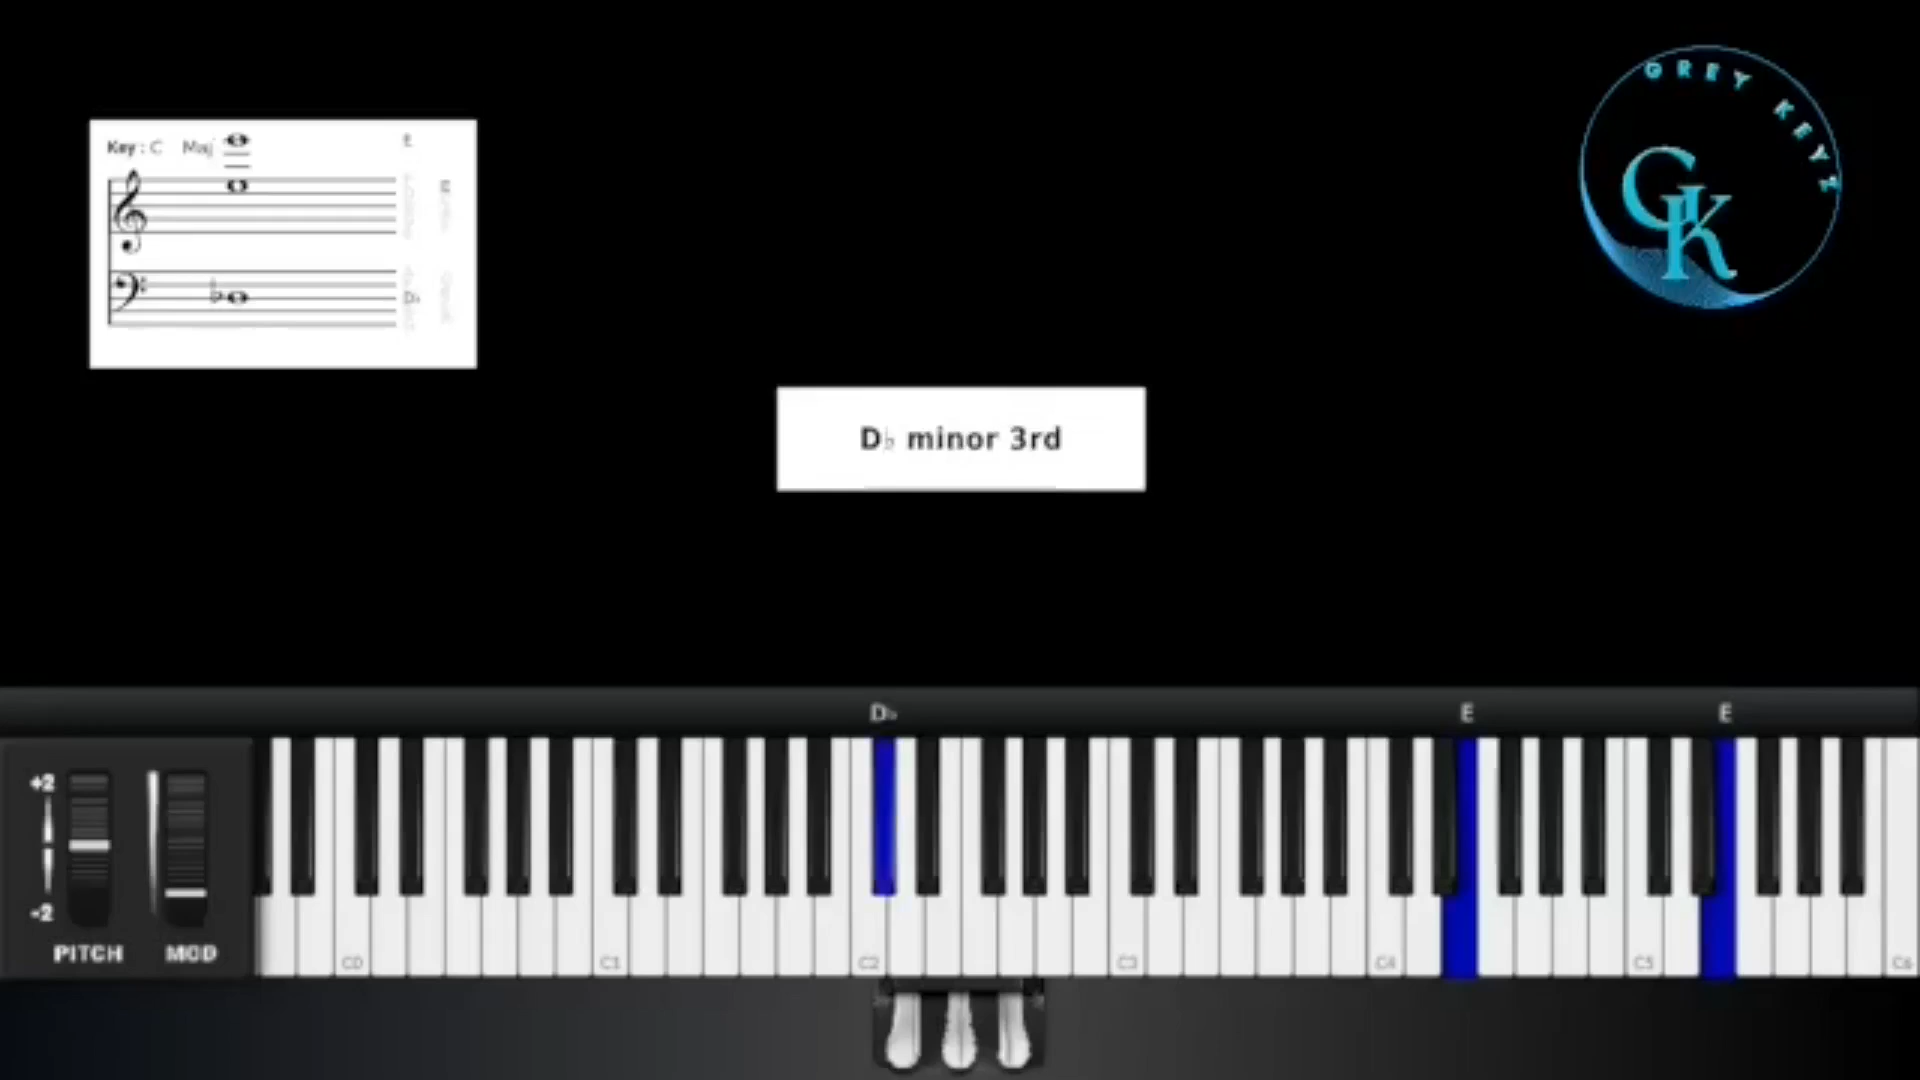 GREY KEYZ
GK
Key : C Maj
E
D♭
D♭ minor 3rd
D♭ E E
+2
-2
PITCH MOD
C0 C1 C2 C3 C4 C5 C6